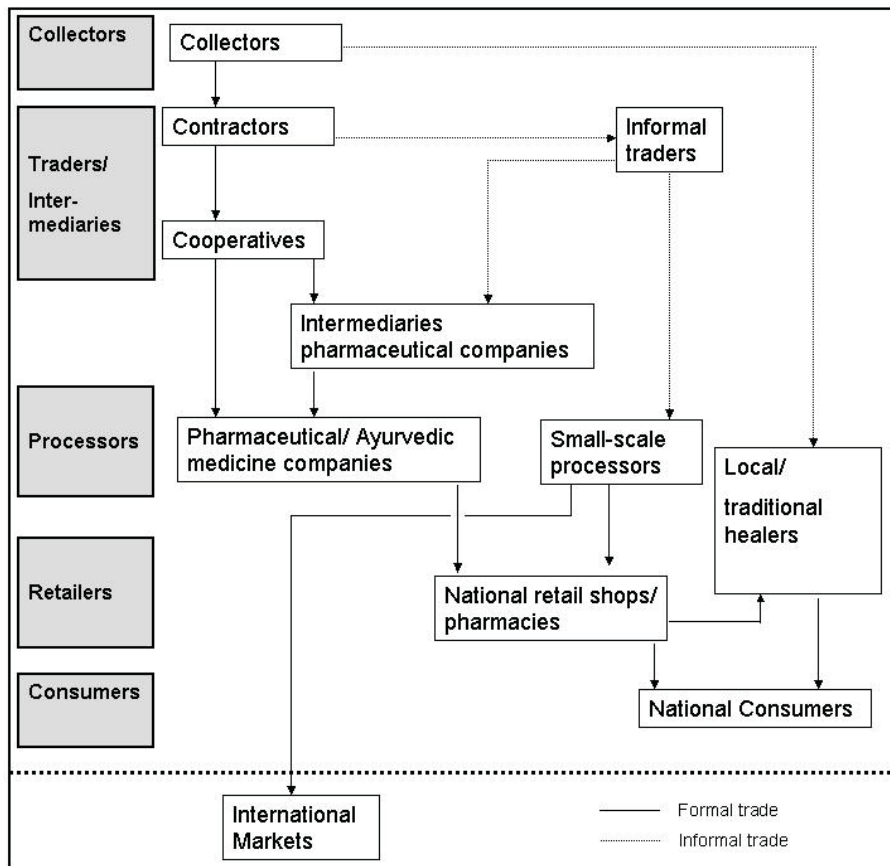 Collectors
Collectors
Contractors
Informal
traders
Traders/
Inter-
mediaries
Cooperatives
Intermediaries
pharmaceutical companies
Processors
Pharmaceutical/ Ayurvedic
medicine companies
Small-scale
processors
Local/
traditional
healers
Retailers
National retail shops/
pharmacies
Consumers
National Consumers
International
Markets
Formal trade
Informal trade